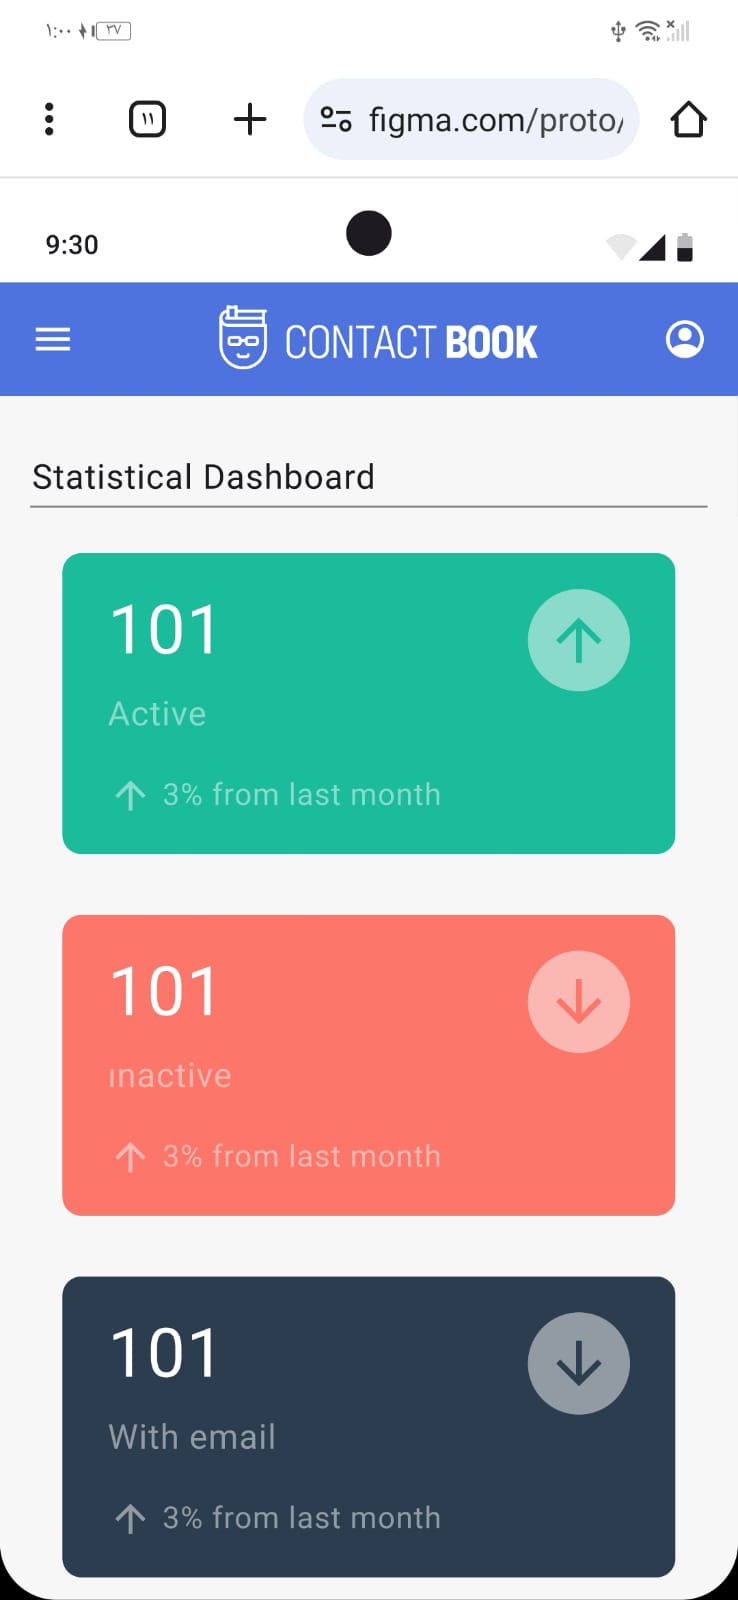 ١:٠٠ ٣٧
١١ figma.com/proto/
9:30
CONTACT BOOK
Statistical Dashboard
101
Active
3% from last month
101
ınactive
3% from last month
101
With email
3% from last month